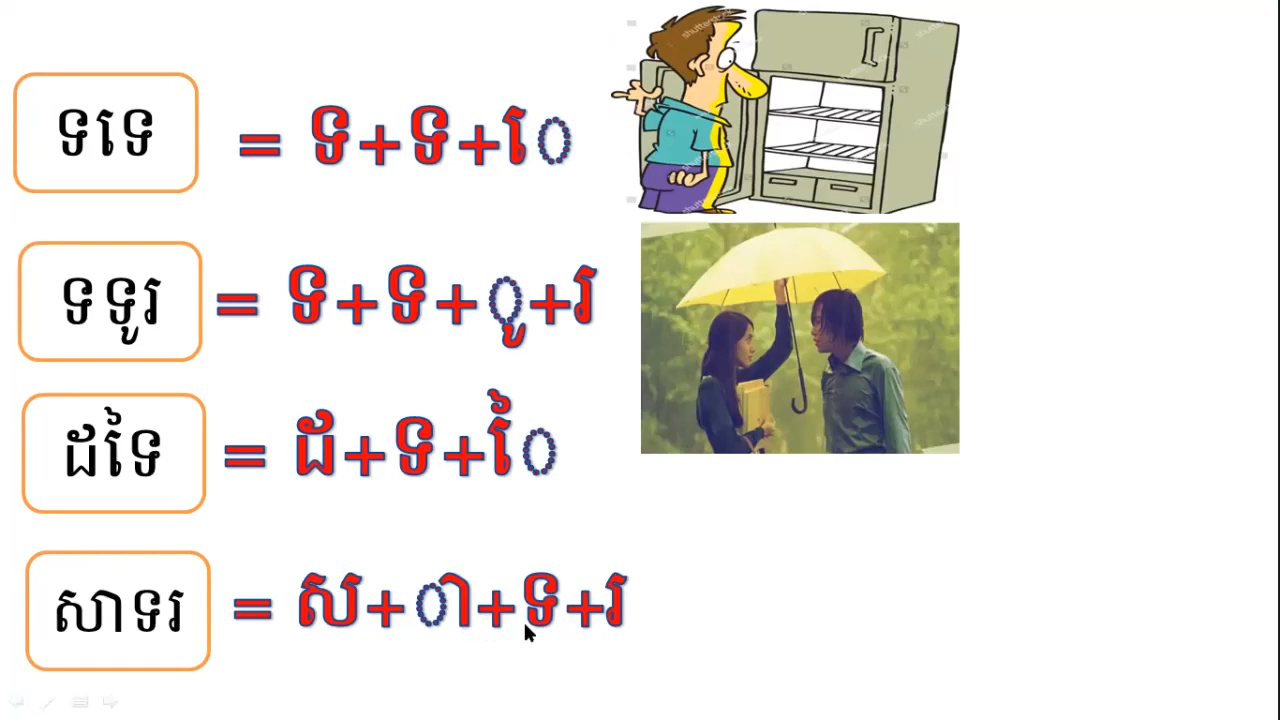 ទទេ = ទ+ទ+េ
ទទូរ = ទ+ទ+ូ+រ
ដទៃ = ដ+ទ+ៃ
សាទរ = ស+ា+ទ+រ